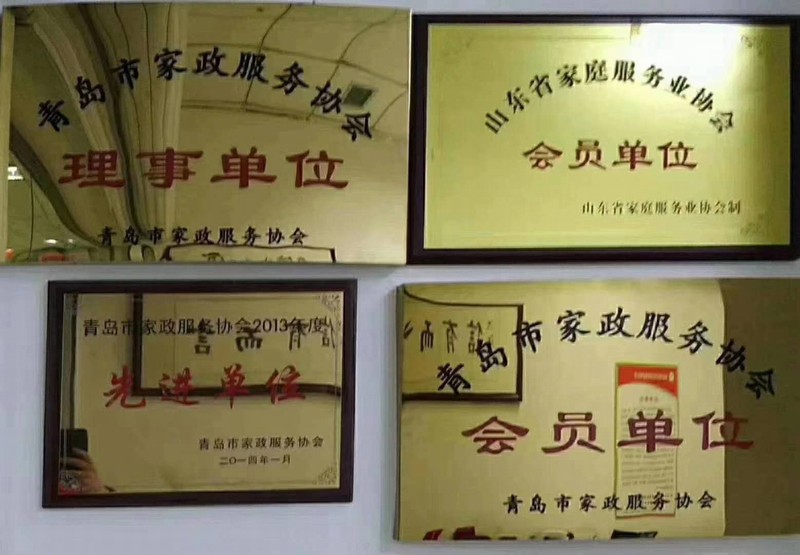 青岛市家政服务协会
理事单位
青岛市家政服务协会
山东省家庭服务业协会
会员单位
山东省家庭服务业协会制
青岛市家政服务协会2013年度
先进单位
青岛市家政服务协会
二〇一四年一月
青岛市家政服务协会
会员单位
青岛市家政服务协会